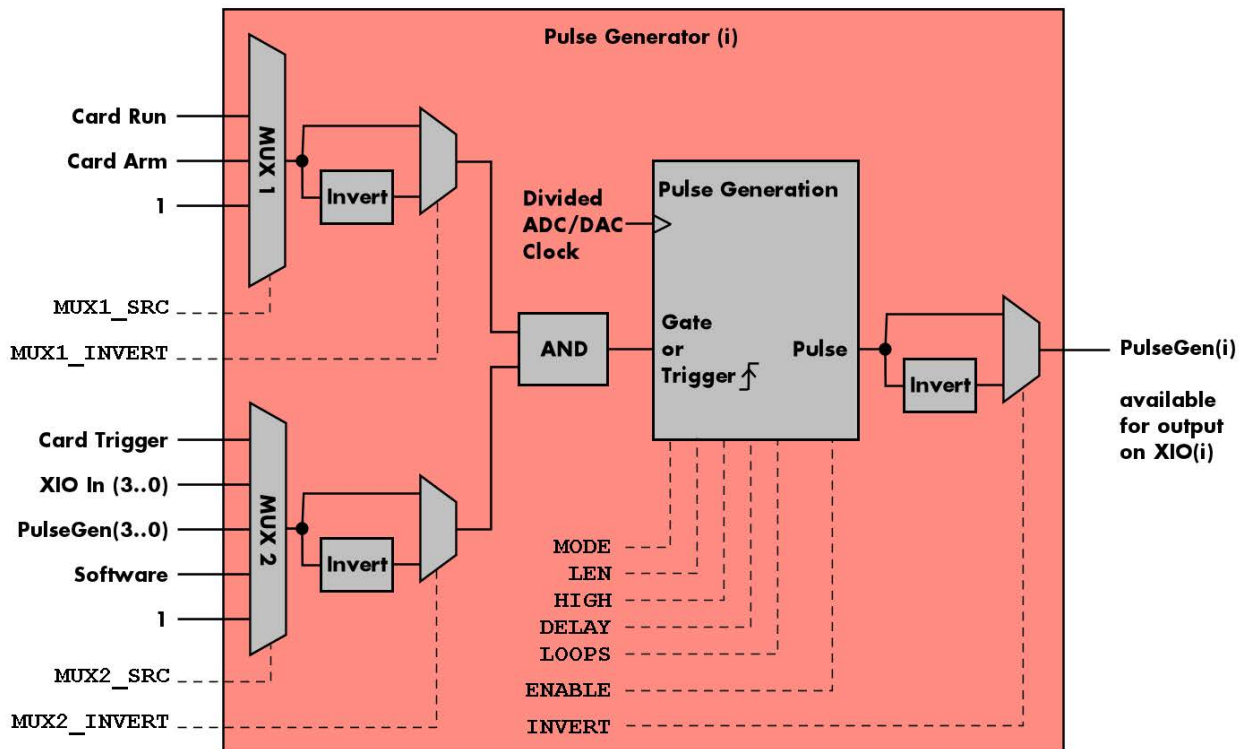 Pulse Generator (i)
Card Run
Card Arm
1
MUX 1
Invert
MUX1_SRC
MUX1_INVERT
Card Trigger
XIO In (3..0)
PulseGen(3..0)
Software
1
MUX 2
Invert
MUX2_SRC
MUX2_INVERT
AND
Divided
ADC/DAC
Clock
Pulse Generation
Gate
or
Trigger
Pulse
MODE
LEN
HIGH
DELAY
LOOPS
ENABLE
INVERT
Invert
PulseGen(i)
available
for output
on XIO(i)